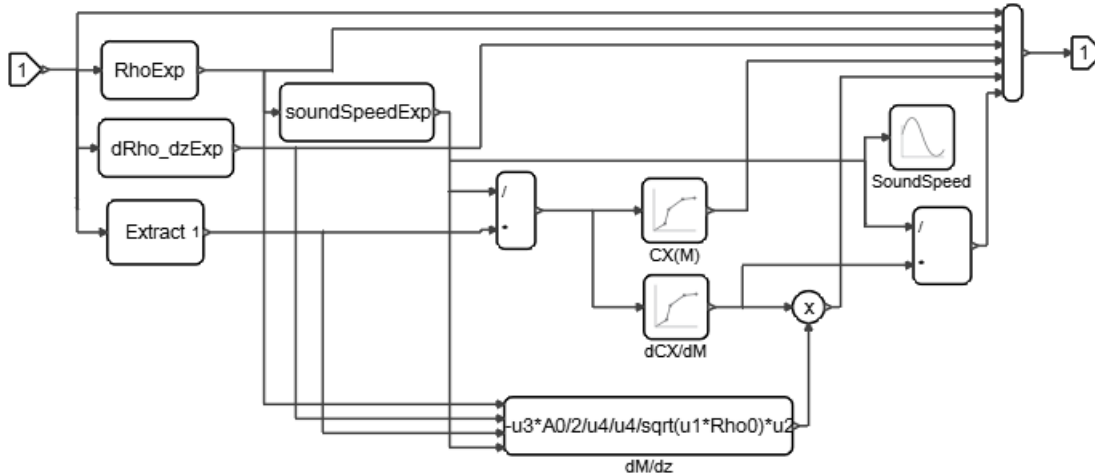 1
RhoExp
soundSpeedExp
dRho_dzExp
Extract 1
/
*
CX(M)
dCX/dM
x
SoundSpeed
/
*
1
-u3*A0/2/u4/u4/sqrt(u1*Rho0)*u2
dM/dz